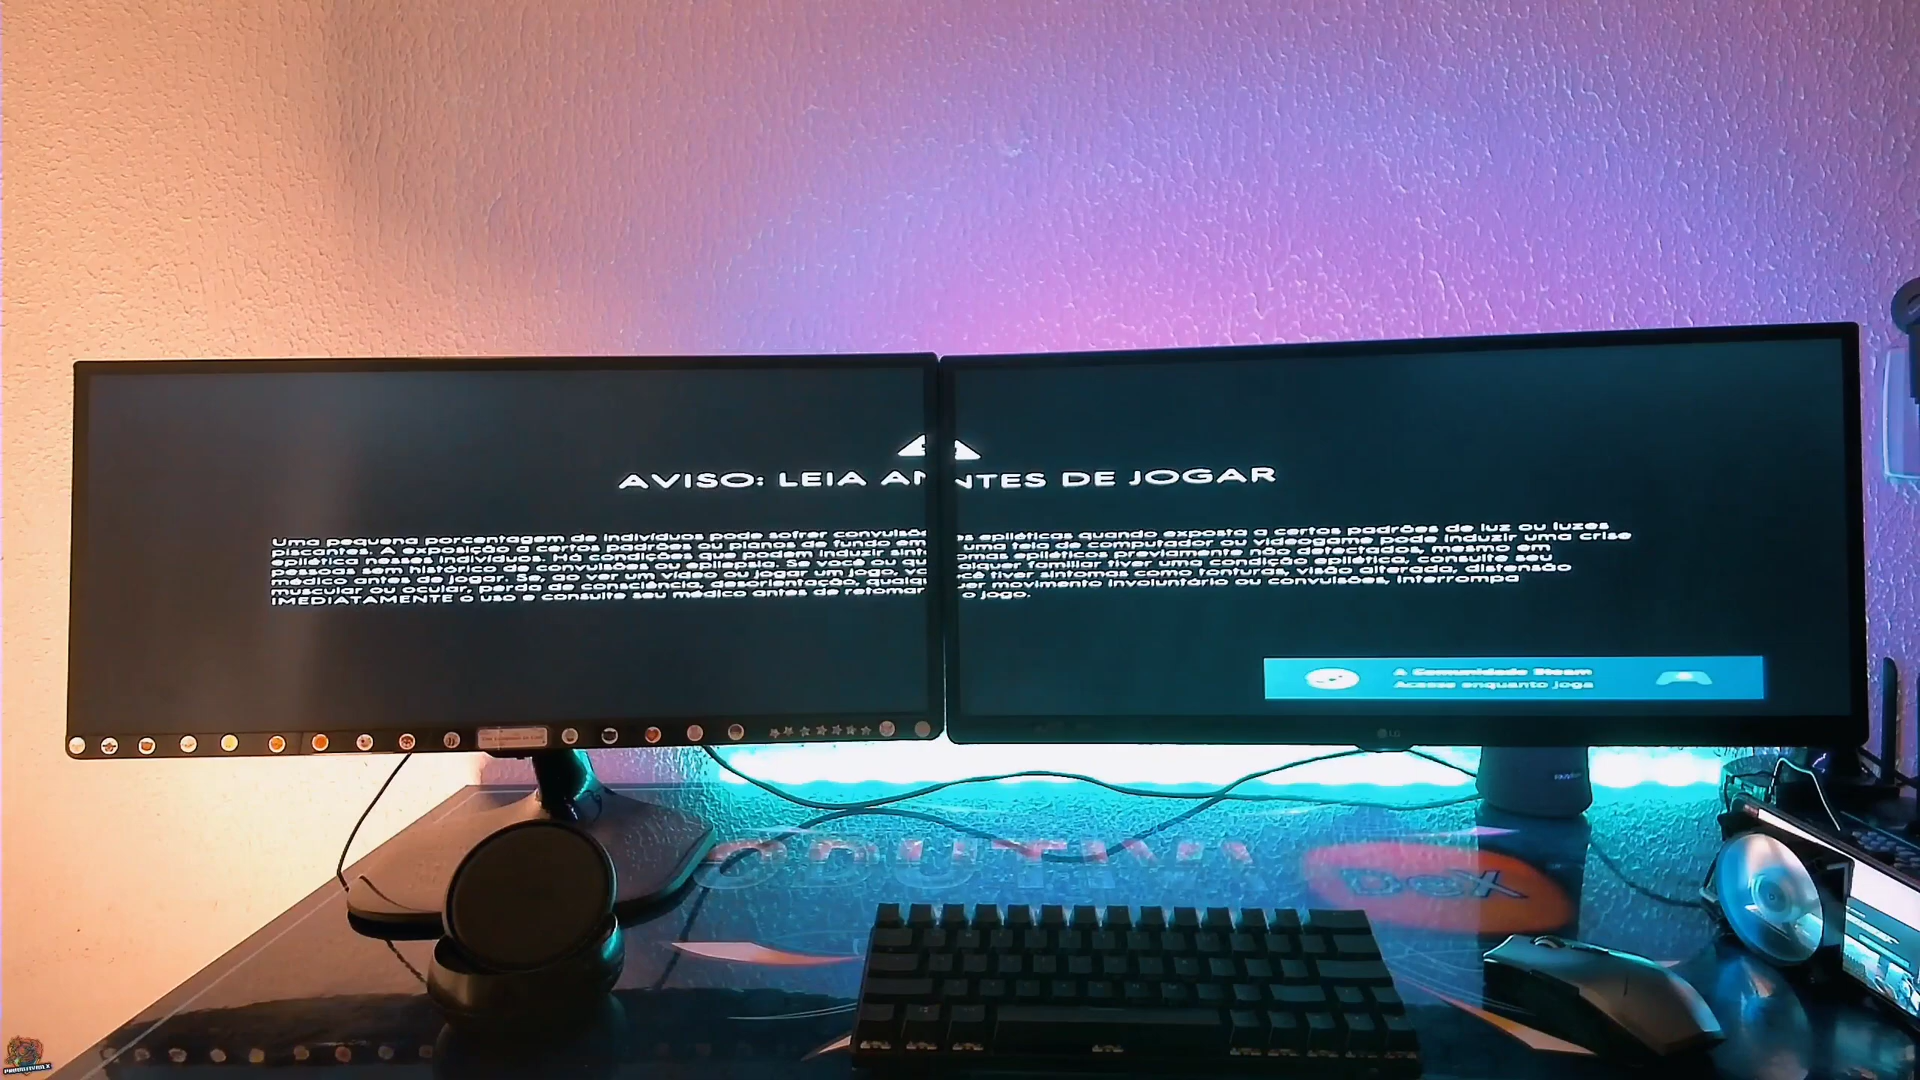 AVISO: LEIA ANTES DE JOGAR
Uma pequena porcentagem de indivíduos pode sofrer convulsões epiléticas quando exposta a certos padrões de luz ou luzes
piscantes. A exposição a certos padrões ou planos de fundo em uma tela de computador ou videogame pode induzir uma crise
epilética nesses indivíduos. Há condições que podem induzir sintomas epiléticos previamente não detectados, mesmo em
pessoas sem histórico de convulsões ou epilepsia. Se você ou qualquer familiar tiver uma condição epilética, consulte seu
médico antes de jogar. Se, ao ver um vídeo ou jogar um jogo, você tiver sintomas como tonturas, visão alterada, distensão
muscular ou ocular, perda de consciência, desorientação, qualquer movimento involuntário ou convulsões, interrompa
IMEDIATAMENTE o uso e consulte seu médico antes de retomar o jogo.
A Comunidade Steam
Acesse enquanto joga
LG
ODUTIVA